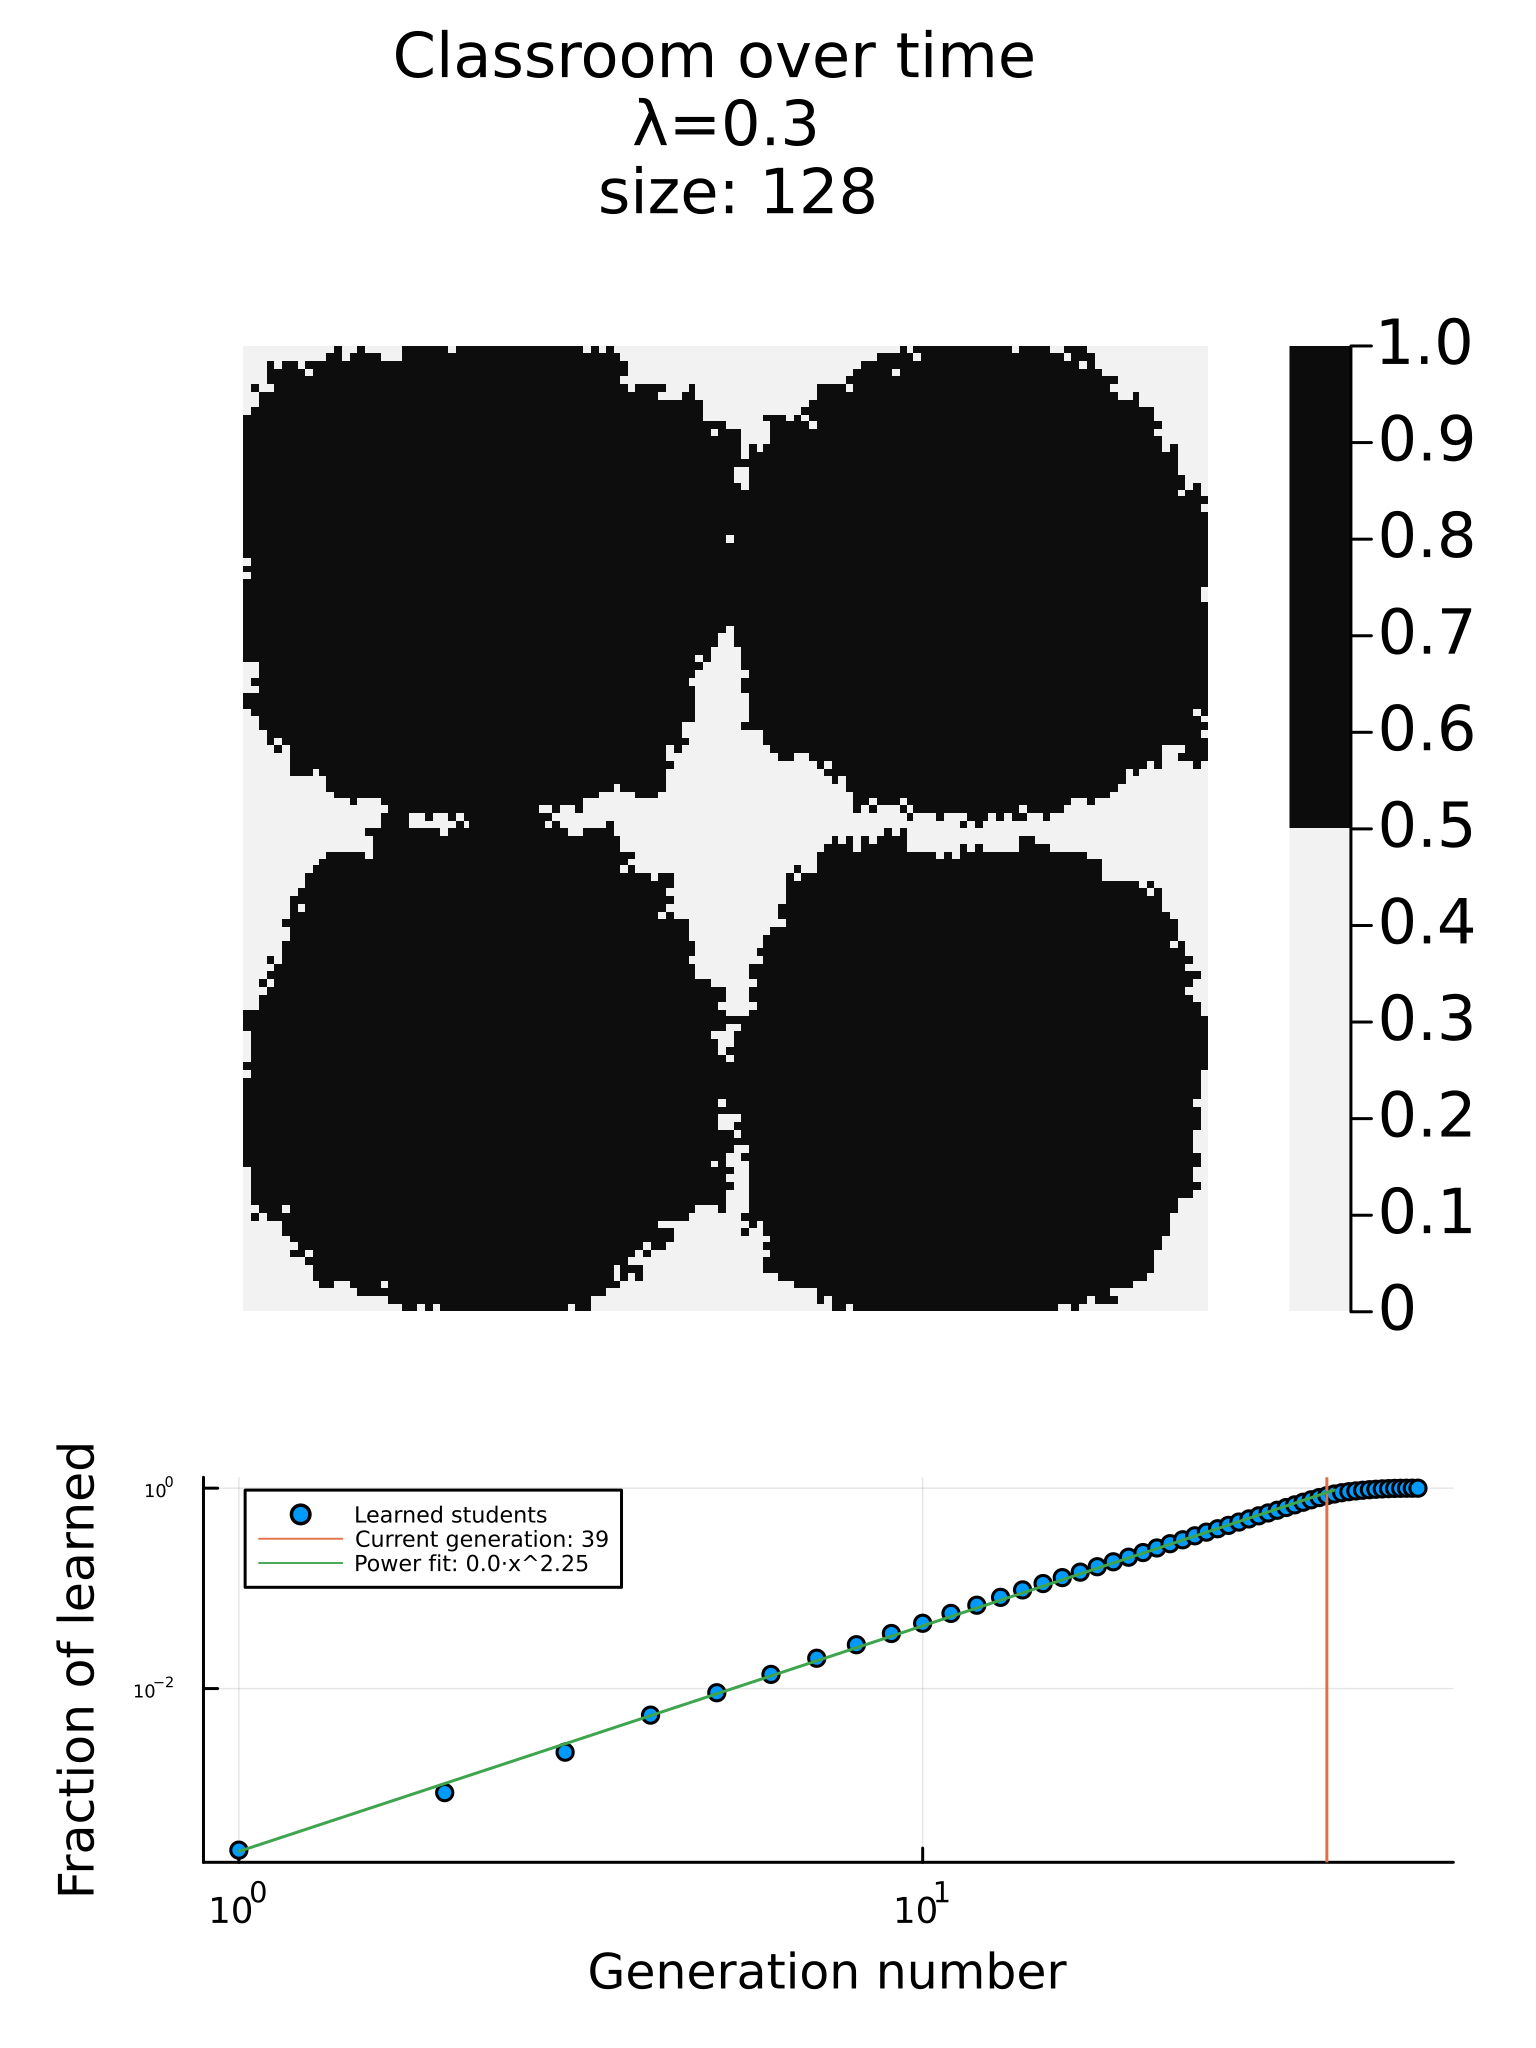 Classroom over time
λ=0.3
size: 128
1.0
0.9
0.8
0.7
0.6
0.5
0.4
0.3
0.2
0.1
0
Fraction of learned
10⁰
10⁻²
Learned students
Current generation: 39
Power fit: 0.0·x^2.25
10⁰
10¹
Generation number